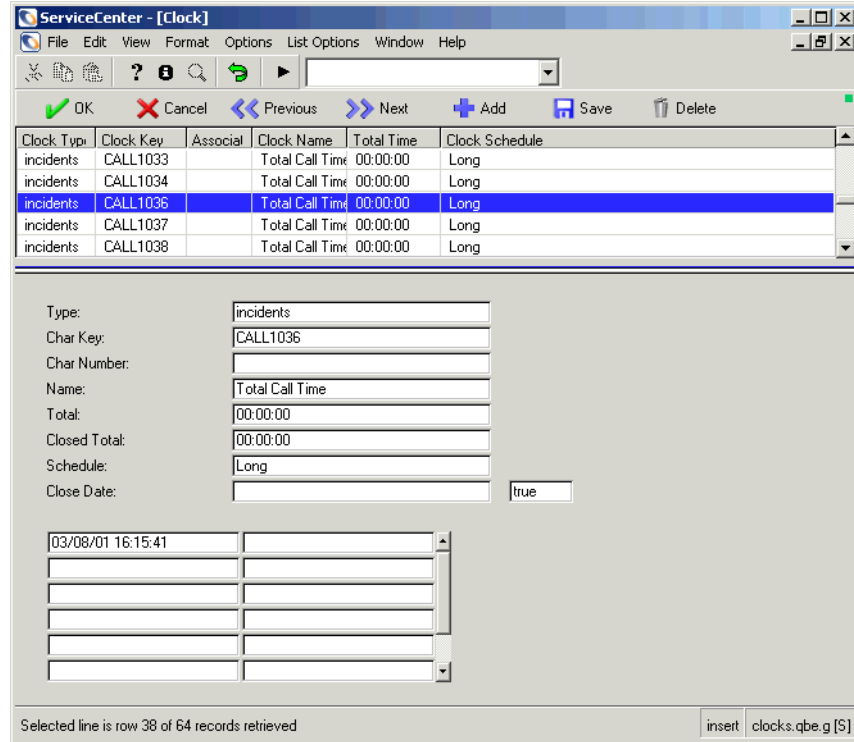 ServiceCenter - [Clock]
File Edit View Format Options List Options Window Help
OK Cancel Previous Next Add Save Delete
Clock Typ Clock Key Associat Clock Name Total Time Clock Schedule
incidents CALL1033 Total Call Time 00:00:00 Long
incidents CALL1034 Total Call Time 00:00:00 Long
incidents CALL1036 Total Call Time 00:00:00 Long
incidents CALL1037 Total Call Time 00:00:00 Long
incidents CALL1038 Total Call Time 00:00:00 Long
Type: incidents
Char Key: CALL1036
Char Number:
Name: Total Call Time
Total: 00:00:00
Closed Total: 00:00:00
Schedule: Long
Close Date: true
03/08/01 16:15:41
Selected line is row 38 of 64 records retrieved insert clocks.qbe.g [S]